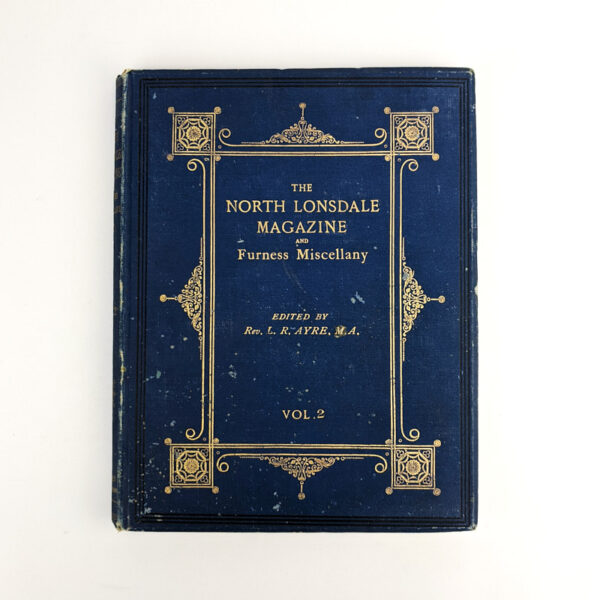 THE
NORTH LONSDALE
MAGAZINE
AND
Furness Miscellany
EDITED BY
Rev. L. R. AYRE, M.A.
VOL. 2